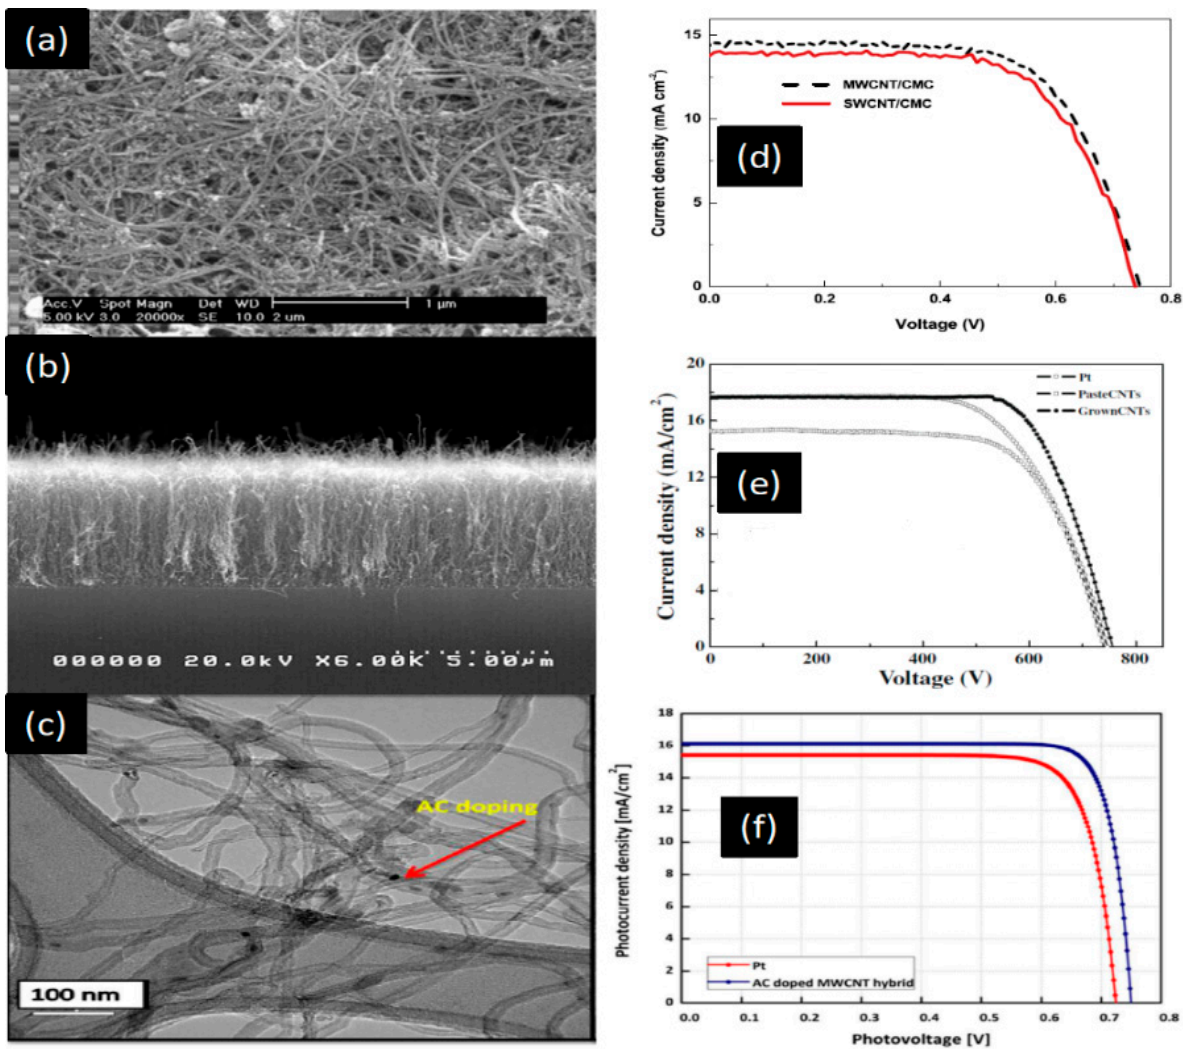 (a)
Acc.V Spot Magn Det WD 1 µm
5.00 kV 3.0 20000x SE 10.0 2 um
(b)
000000 20.0kV X6.00K 5.00µm
(c)
AC doping
100 nm
15
10
5
0
Current density (mA cm-2)
MWCNT/CMC
SWCNT/CMC
(d)
0.0 0.2 0.4 0.6 0.8
Voltage (V)
20
16
12
8
4
0
Current density (mA/cm2)
Pt
PasteCNTs
GrownCNTs
(e)
0 200 400 600 800
Voltage (V)
18
16
14
12
10
8
6
4
2
0
Photocurrent density [mA/cm2]
(f)
Pt
AC doped MWCNT hybrid
0.0 0.1 0.2 0.3 0.4 0.5 0.6 0.7 0.8
Photovoltage [V]